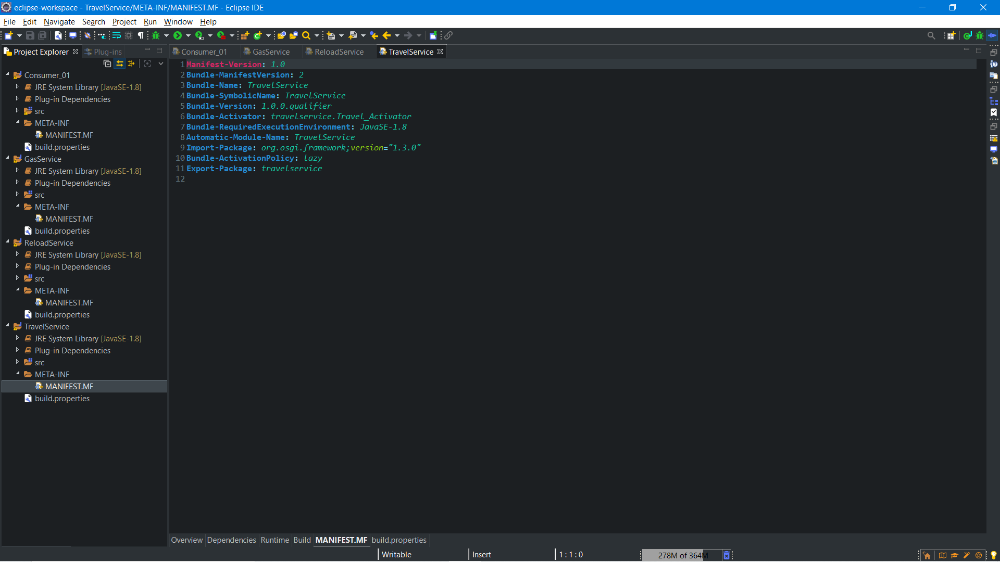 eclipse-workspace - TravelService/META-INF/MANIFEST.MF - Eclipse IDE
File Edit Navigate Search Project Run Window Help
Project Explorer Plug-ins
Consumer_01 GasService ReloadService TravelService
Consumer_01
JRE System Library [JavaSE-1.8]
Plug-in Dependencies
src
META-INF
MANIFEST.MF
build.properties
GasService
JRE System Library [JavaSE-1.8]
Plug-in Dependencies
src
META-INF
MANIFEST.MF
build.properties
ReloadService
JRE System Library [JavaSE-1.8]
Plug-in Dependencies
src
META-INF
MANIFEST.MF
build.properties
TravelService
JRE System Library [JavaSE-1.8]
Plug-in Dependencies
src
META-INF
MANIFEST.MF
build.properties
1 Manifest-Version: 1.0
2 Bundle-ManifestVersion: 2
3 Bundle-Name: TravelService
4 Bundle-SymbolicName: TravelService
5 Bundle-Version: 1.0.0.qualifier
6 Bundle-Activator: travelservice.Travel_Activator
7 Bundle-RequiredExecutionEnvironment: JavaSE-1.8
8 Automatic-Module-Name: TravelService
9 Import-Package: org.osgi.framework;version="1.3.0"
10 Bundle-ActivationPolicy: lazy
11 Export-Package: travelservice
12
Overview Dependencies Runtime Build MANIFEST.MF build.properties
Writable Insert 1 : 1 : 0 278M of 364M